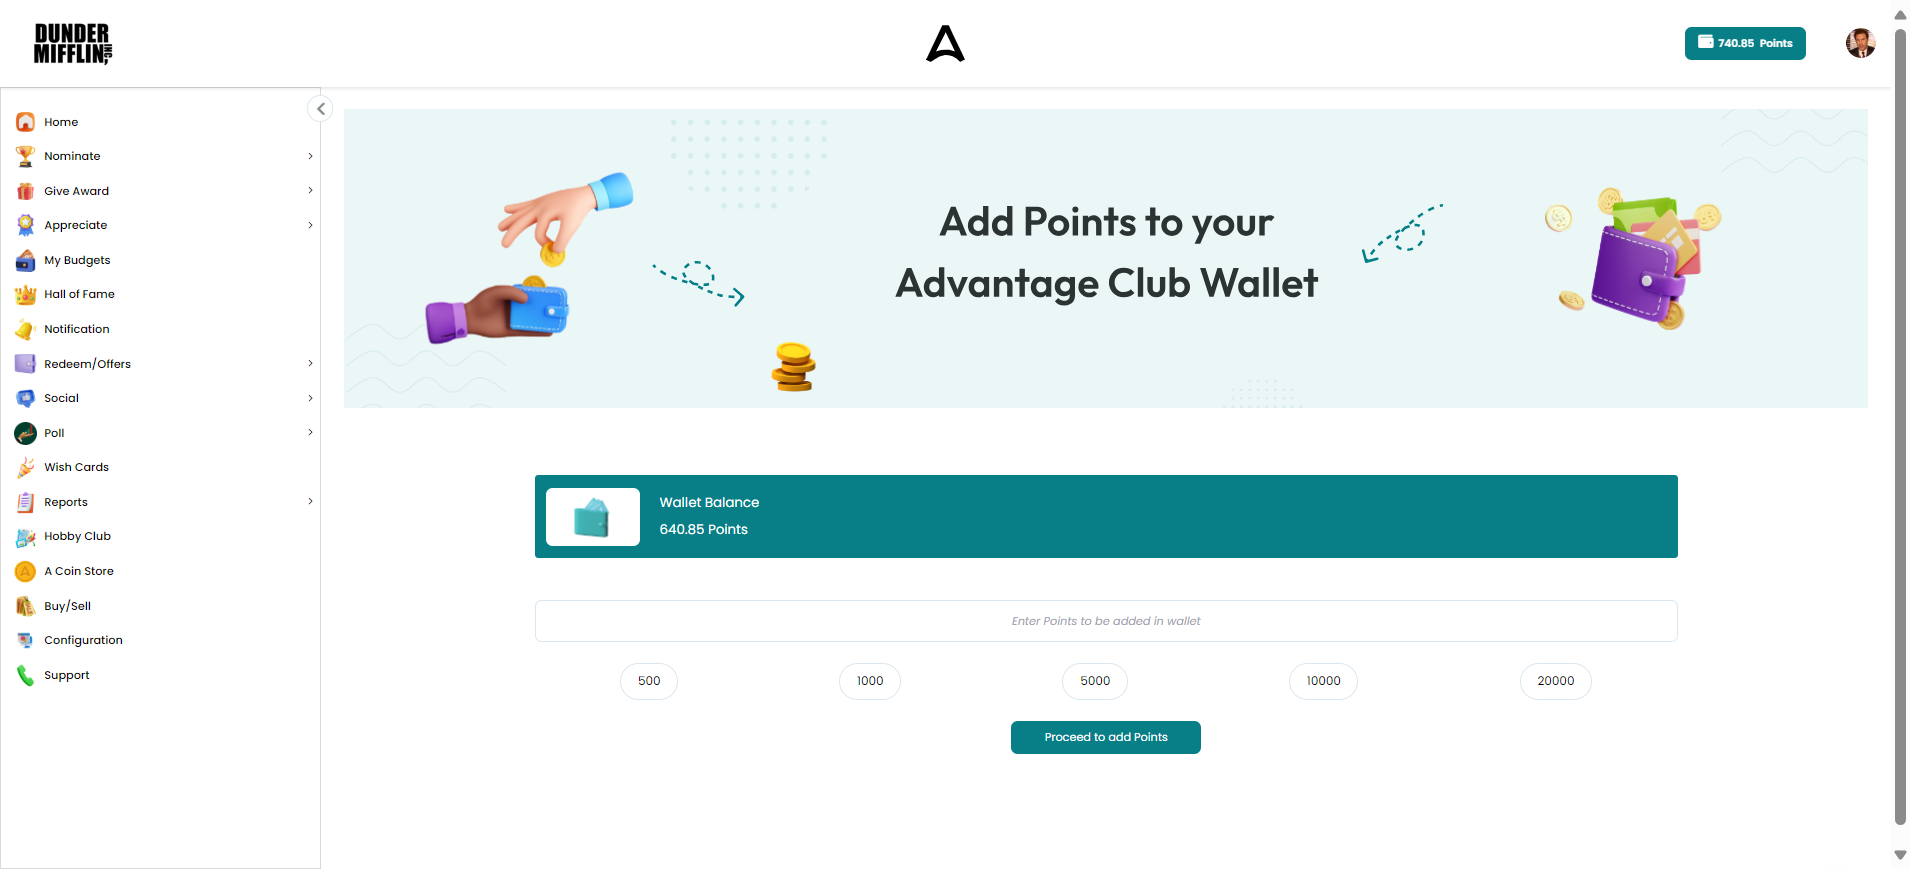 DUNDER
MIFFLIN, INC
740.85 Points
Home
Nominate
Give Award
Appreciate
My Budgets
Hall of Fame
Notification
Redeem/Offers
Social
Poll
Wish Cards
Reports
Hobby Club
A Coin Store
Buy/Sell
Configuration
Support
Add Points to your
Advantage Club Wallet
Wallet Balance
640.85 Points
Enter Points to be added in wallet
500 1000 5000 10000 20000
Proceed to add Points